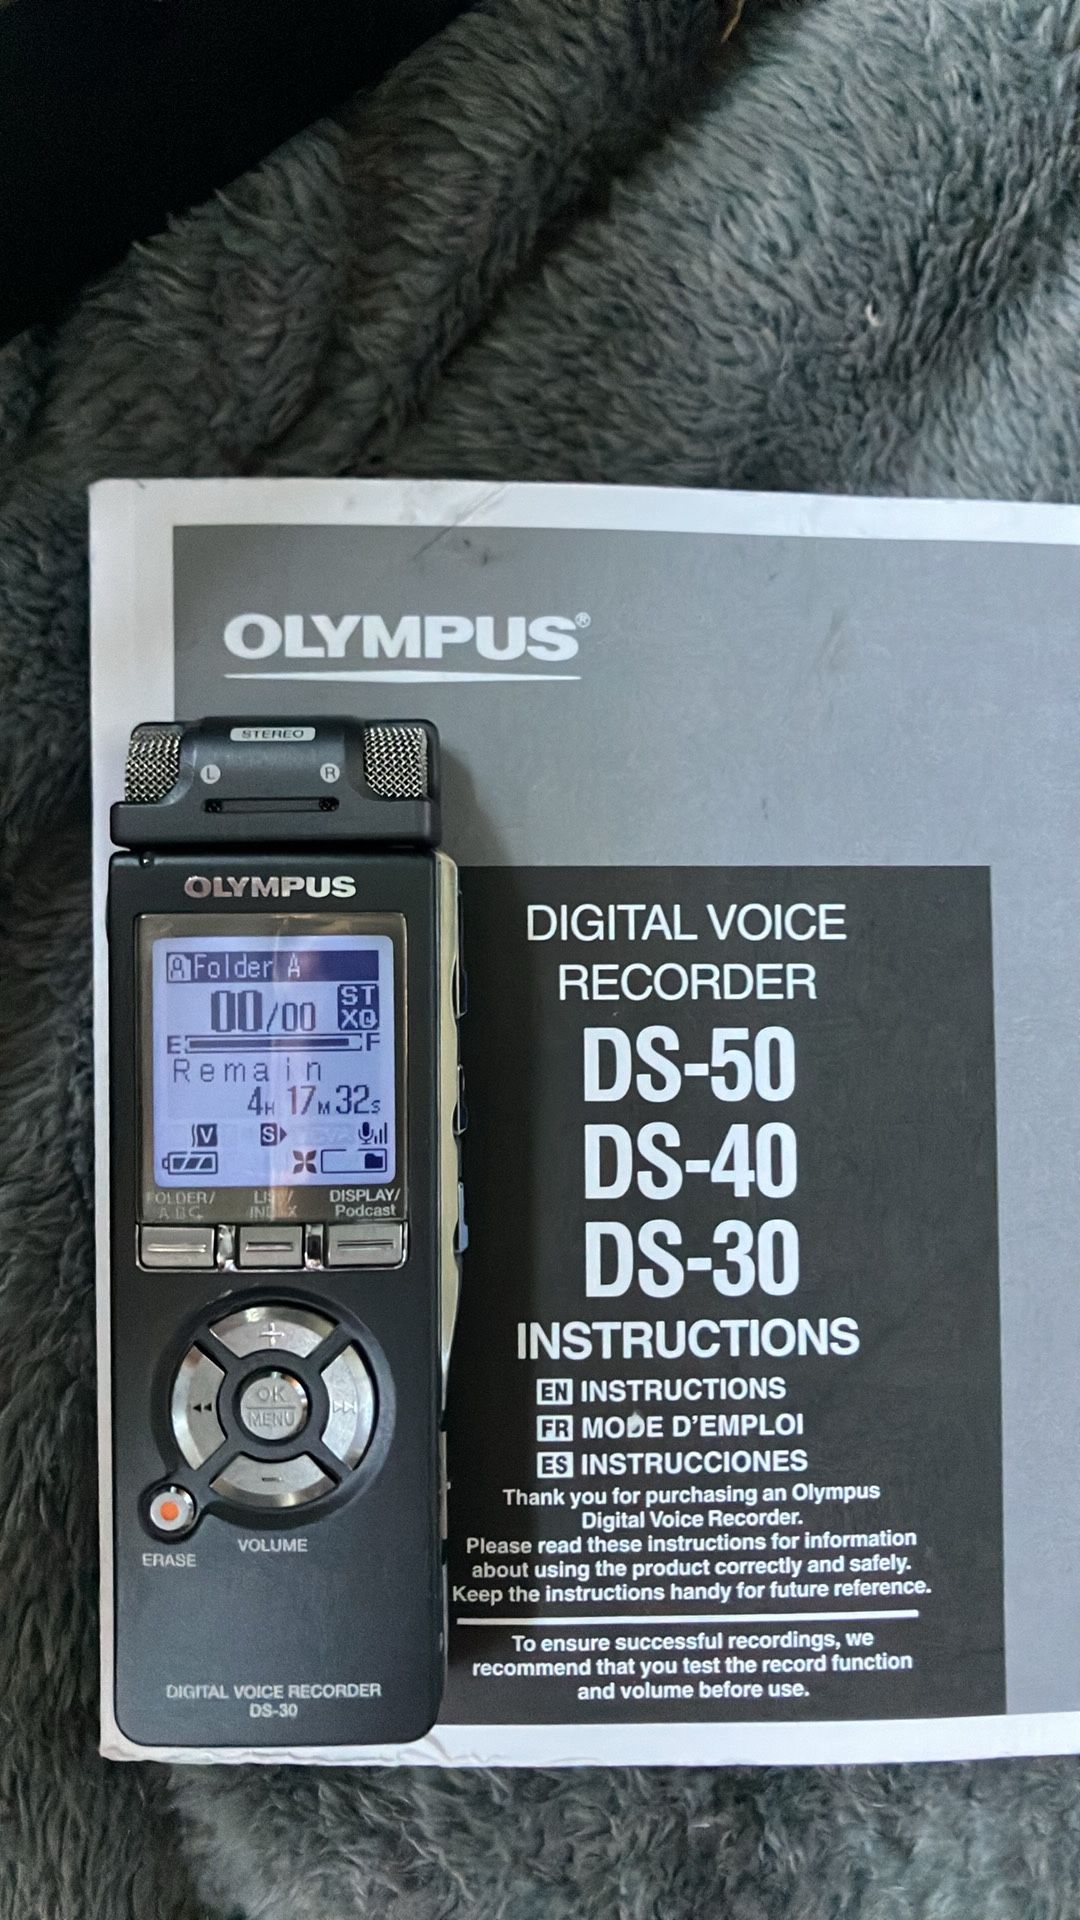 OLYMPUS®
STEREO
L R
OLYMPUS
A Folder A
00/00 ST XQ
E F
Remain
4H 17M 32S
V S
FOLDER/ LIST/ DISPLAY/
A B C INDEX Podcast
+
OK
MENU
−
ERASE
VOLUME
DIGITAL VOICE RECORDER
DS-30
DIGITAL VOICE
RECORDER
DS-50
DS-40
DS-30
INSTRUCTIONS
EN INSTRUCTIONS
FR MODE D'EMPLOI
ES INSTRUCCIONES
Thank you for purchasing an Olympus
Digital Voice Recorder.
Please read these instructions for information
about using the product correctly and safely.
Keep the instructions handy for future reference.
To ensure successful recordings, we
recommend that you test the record function
and volume before use.